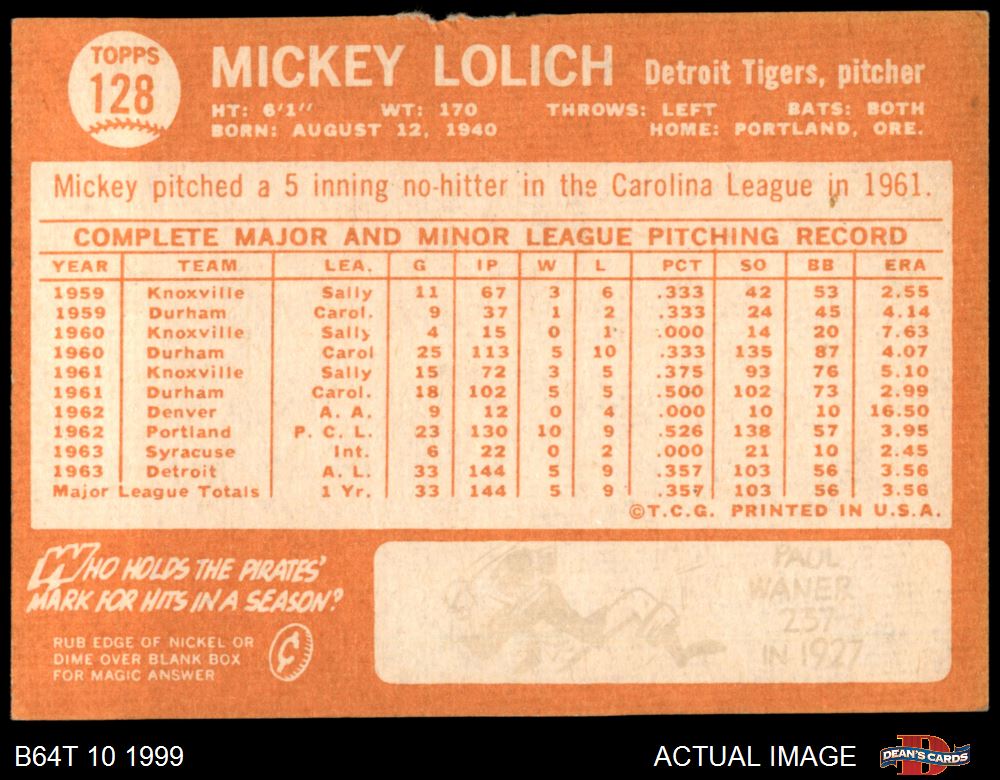 TOPPS
128
MICKEY LOLICH Detroit Tigers, pitcher
HT: 6'1" WT: 170 THROWS: LEFT BATS: BOTH
BORN: AUGUST 12, 1940 HOME: PORTLAND, ORE.
Mickey pitched a 5 inning no-hitter in the Carolina League in 1961.
COMPLETE MAJOR AND MINOR LEAGUE PITCHING RECORD
YEAR TEAM LEA. G IP W L PCT SO BB ERA
1959 Knoxville Sally 11 67 3 6 .333 42 53 2.55
1959 Durham Carol. 9 37 1 2 .333 24 45 4.14
1960 Knoxville Sally 4 15 0 1 .000 14 20 7.63
1960 Durham Carol 25 113 5 10 .333 135 87 4.07
1961 Knoxville Sally 15 72 3 5 .375 93 76 5.10
1961 Durham Carol. 18 102 5 5 .500 102 73 2.99
1962 Denver A. A. 9 12 0 4 .000 10 10 16.50
1962 Portland P. C. L. 23 130 10 9 .526 138 57 3.95
1963 Syracuse Int. 6 22 0 2 .000 21 10 2.45
1963 Detroit A. L. 33 144 5 9 .357 103 56 3.56
Major League Totals 1 Yr. 33 144 5 9 .357 103 56 3.56
©T.C.G. PRINTED IN U.S.A.
WHO HOLDS THE PIRATES'
MARK FOR HITS IN A SEASON?
RUB EDGE OF NICKEL OR
DIME OVER BLANK BOX
FOR MAGIC ANSWER
¢
PAUL
WANER
237
IN 1927
B64T 10 1999 ACTUAL IMAGE DEAN'S CARDS